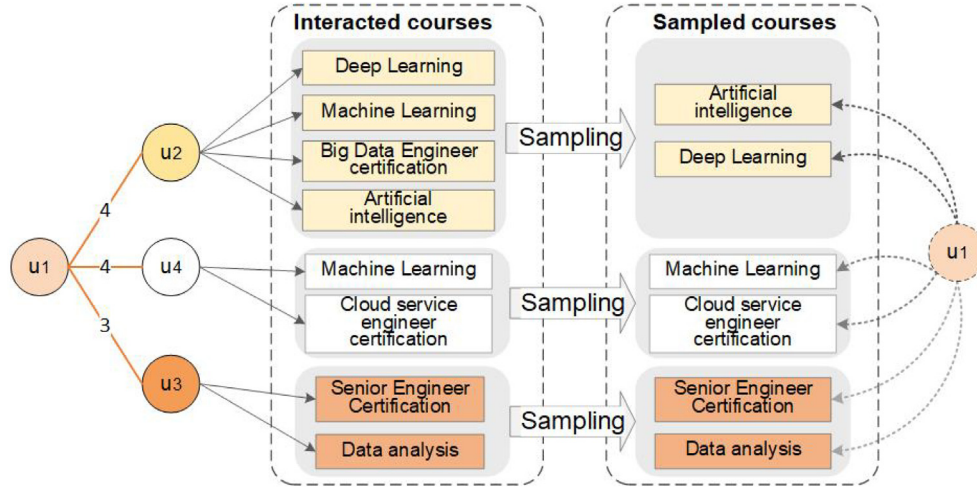 Interacted courses
Sampled courses
Deep Learning
Machine Learning
Big Data Engineer
certification
Artificial
intelligence
Sampling
Artificial
intelligence
Deep Learning
u2
4
u1
4
u4
3
u3
Machine Learning
Cloud service
engineer
certification
Sampling
Machine Learning
Cloud service
engineer
certification
u1
Senior Engineer
Certification
Data analysis
Sampling
Senior Engineer
Certification
Data analysis